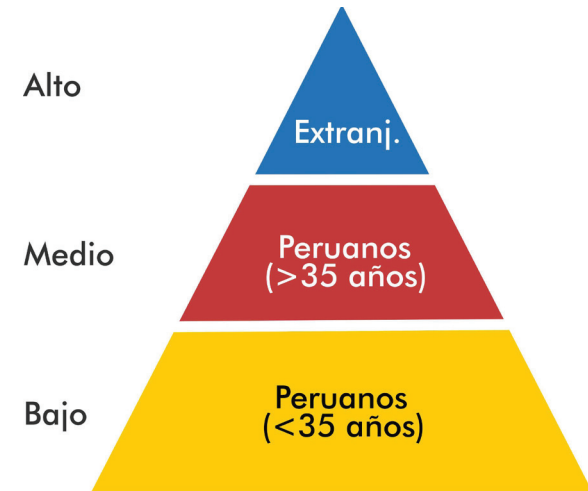 Alto
Extranj.
Medio
Peruanos
(>35 años)
Bajo
Peruanos
(<35 años)